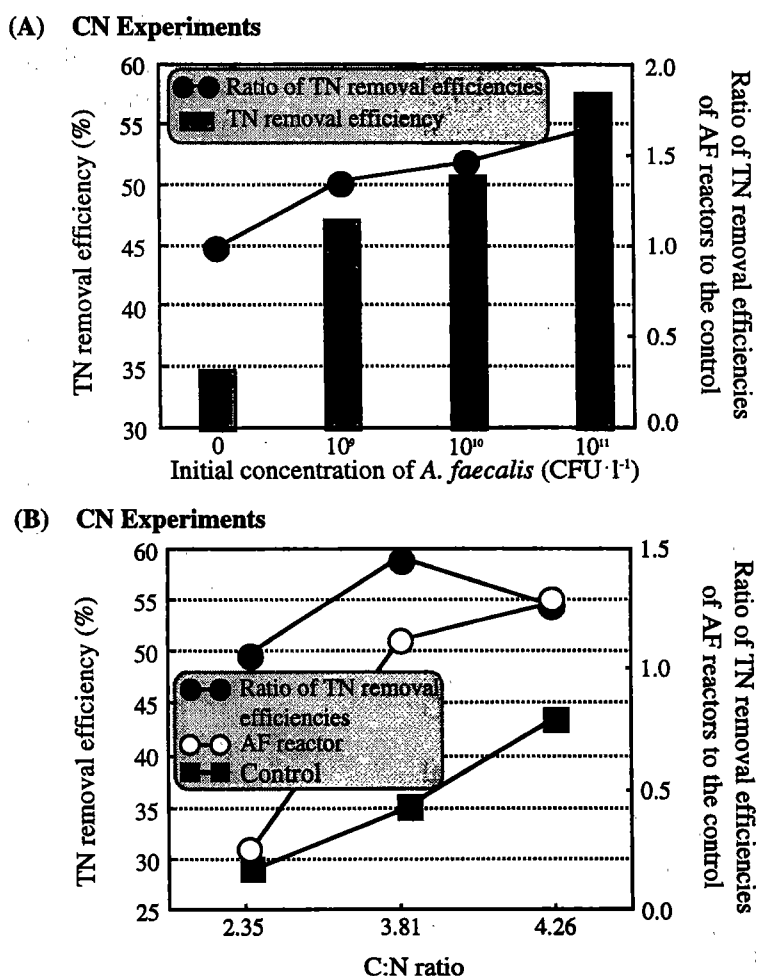 (A) CN Experiments
60
55
50
45
40
35
30
TN removal efficiency (%)
Ratio of TN removal efficiencies
TN removal efficiency
2.0
1.5
1.0
0.5
0.0
Ratio of TN removal efficiencies
of AF reactors to the control
0 10⁹ 10¹⁰ 10¹¹
Initial concentration of A. faecalis (CFU·l⁻¹)
(B) CN Experiments
60
55
50
45
40
35
30
25
TN removal efficiency (%)
Ratio of TN removal
efficiencies
AF reactor
Control
1.5
1.0
0.5
0.0
Ratio of TN removal efficiencies
of AF reactors to the control
2.35 3.81 4.26
C:N ratio